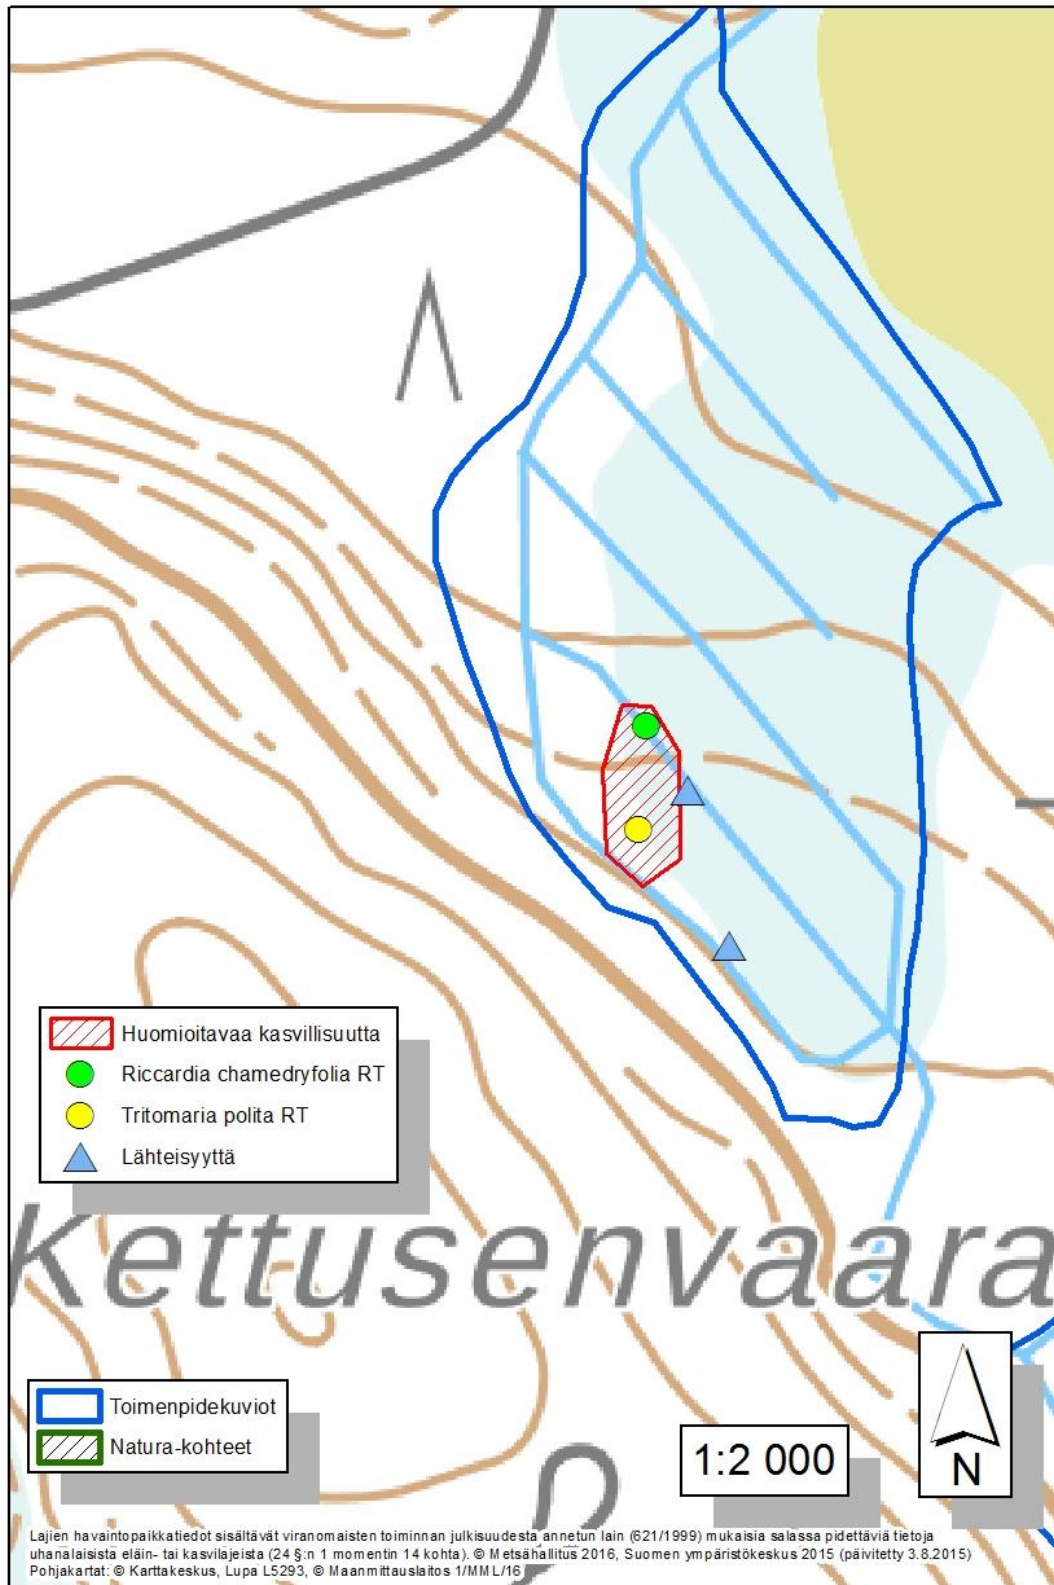 Huomioitavaa kasvillisuutta
Riccardia chamedryfolia RT
Tritomaria polita RT
Lähteisyyttä
Kettusenvaara
Toimenpidekuviot
Natura-kohteet
1:2 000
N
Lajien havaintopaikkatiedot sisältävät viranomaisten toiminnan julkisuudesta annetun lain (621/1999) mukaisia salassa pidettäviä tietoja
uhanalaisista eläin- tai kasvilajeista (24 §:n 1 momentin 14 kohta). © Metsähallitus 2016, Suomen ympäristökeskus 2015 (päivitetty 3.8.2015)
Pohjakartat: © Karttakeskus, Lupa L5293, © Maanmittauslaitos 1/MML/16